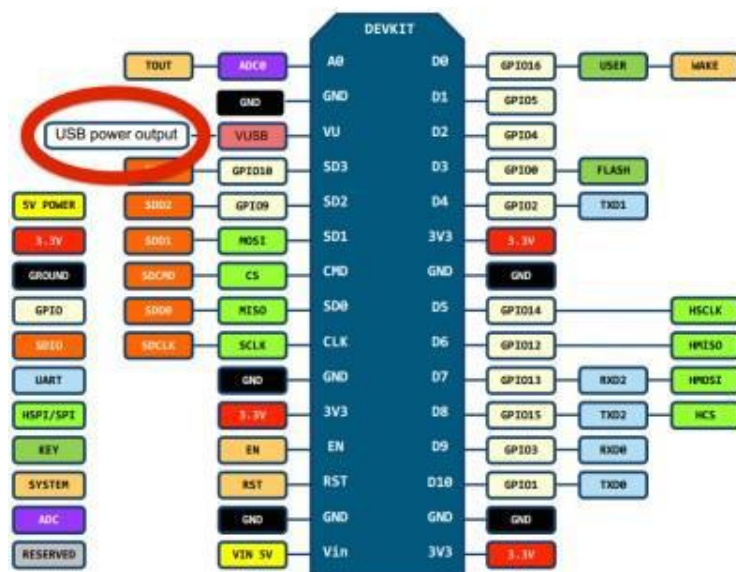 DEVKIT
TOUT ADC0 A0 D0 GPIO16 USER WAKE
GND GND D1 GPIO5
USB power output VUSB VU D2 GPIO4
GPIO10 SD3 D3 GPIO0 FLASH
5V POWER SDD2 GPIO9 SD2 D4 GPIO2 TXD1
3.3V SDD1 MOSI SD1 3V3 3.3V
GROUND SDCMD CS CMD GND GND
GPIO SDD0 MISO SD0 D5 GPIO14 HSCLK
SDIO SDCLK SCLK CLK D6 GPIO12 HMISO
UART GND GND D7 GPIO13 RXD2 HMOSI
HSPI/SPI 3.3V 3V3 D8 GPIO15 TXD2 HCS
KEY EN EN D9 GPIO3 RXD0
SYSTEM RST RST D10 GPIO1 TXD0
ADC GND GND GND GND
RESERVED VIN 5V Vin 3V3 3.3V